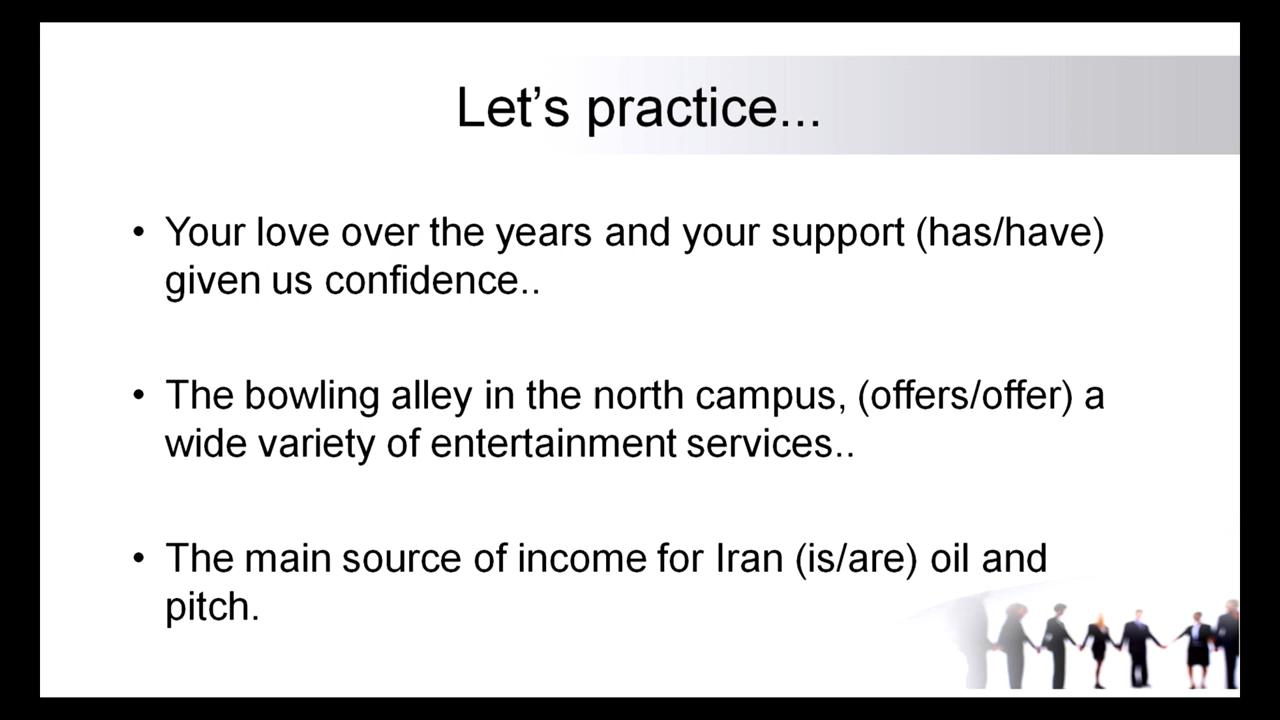 Let’s practice...
• Your love over the years and your support (has/have)
given us confidence..
• The bowling alley in the north campus, (offers/offer) a
wide variety of entertainment services..
• The main source of income for Iran (is/are) oil and
pitch.